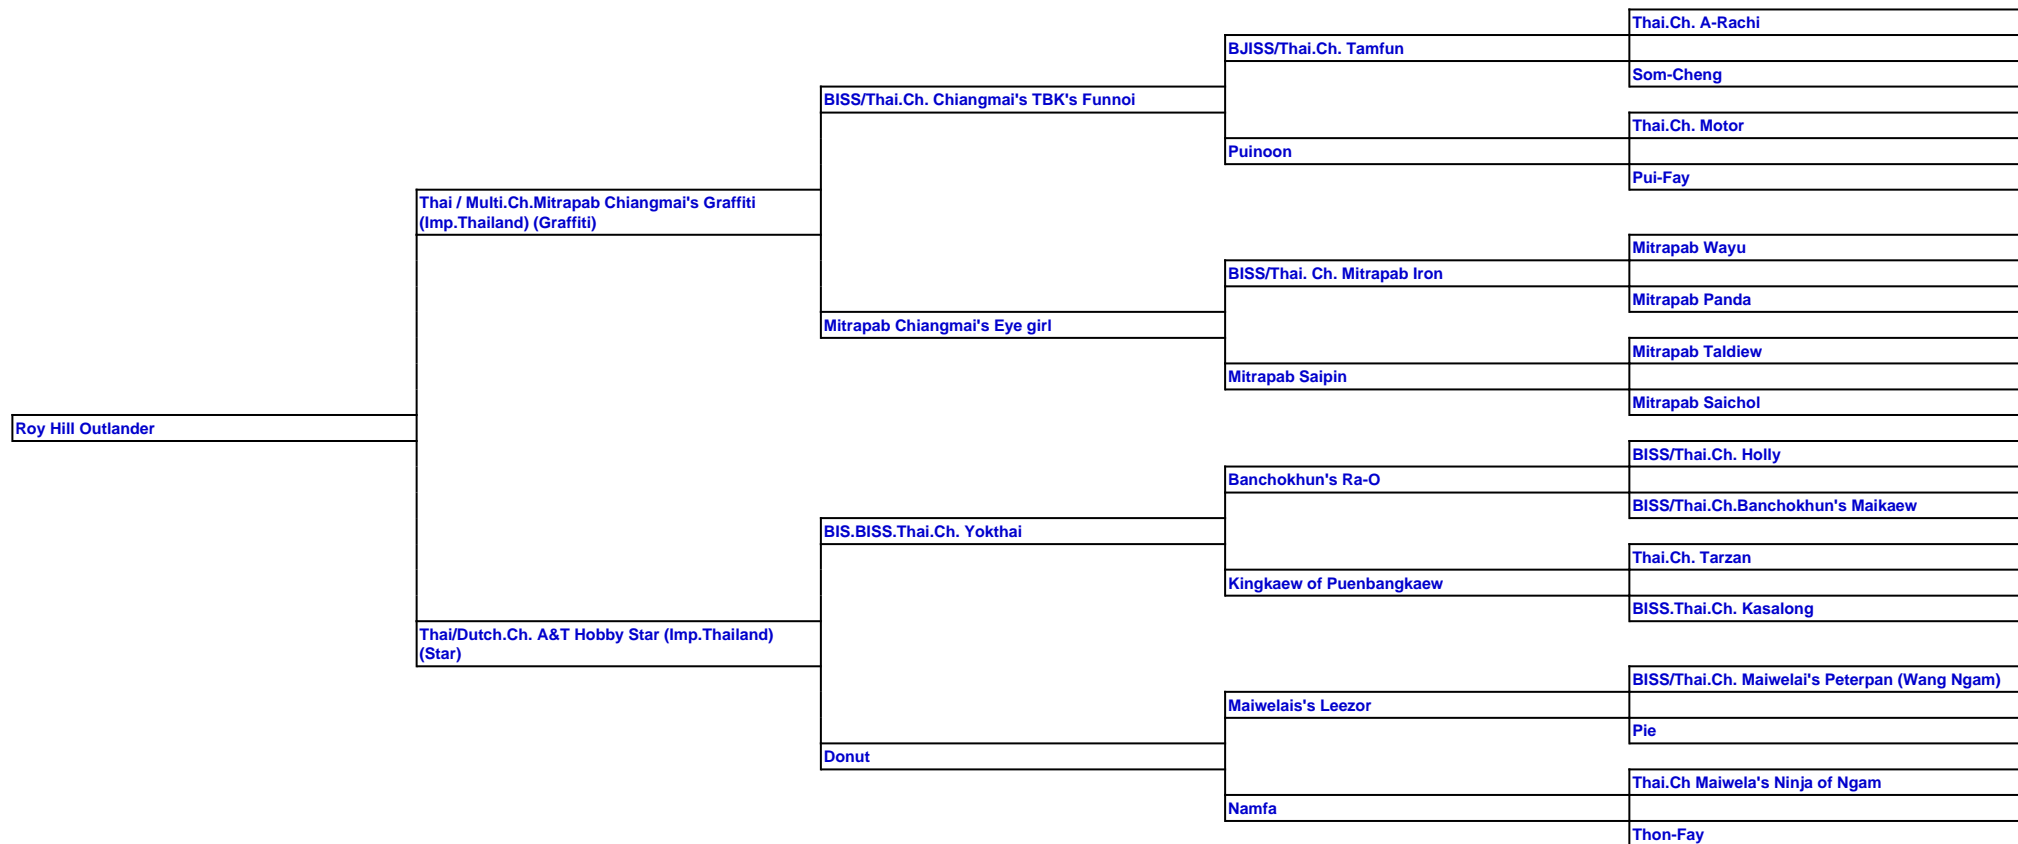 Thai.Ch. A-Rachi
BJISS/Thai.Ch. Tamfun
Som-Cheng
BISS/Thai.Ch. Chiangmai's TBK's Funnoi
Thai.Ch. Motor
Puinoon
Pui-Fay
Thai / Multi.Ch.Mitrapab Chiangmai's Graffiti
(Imp.Thailand) (Graffiti)
Mitrapab Wayu
BISS/Thai. Ch. Mitrapab Iron
Mitrapab Panda
Mitrapab Chiangmai's Eye girl
Mitrapab Taldiew
Mitrapab Saipin
Mitrapab Saichol
Roy Hill Outlander
BISS/Thai.Ch. Holly
Banchokhun's Ra-O
BISS/Thai.Ch.Banchokhun's Maikaew
BIS.BISS.Thai.Ch. Yokthai
Thai.Ch. Tarzan
Kingkaew of Puenbangkaew
BISS.Thai.Ch. Kasalong
Thai/Dutch.Ch. A&T Hobby Star (Imp.Thailand)
(Star)
BISS/Thai.Ch. Maiwelai's Peterpan (Wang Ngam)
Maiwelais's Leezor
Pie
Donut
Thai.Ch Maiwela's Ninja of Ngam
Namfa
Thon-Fay